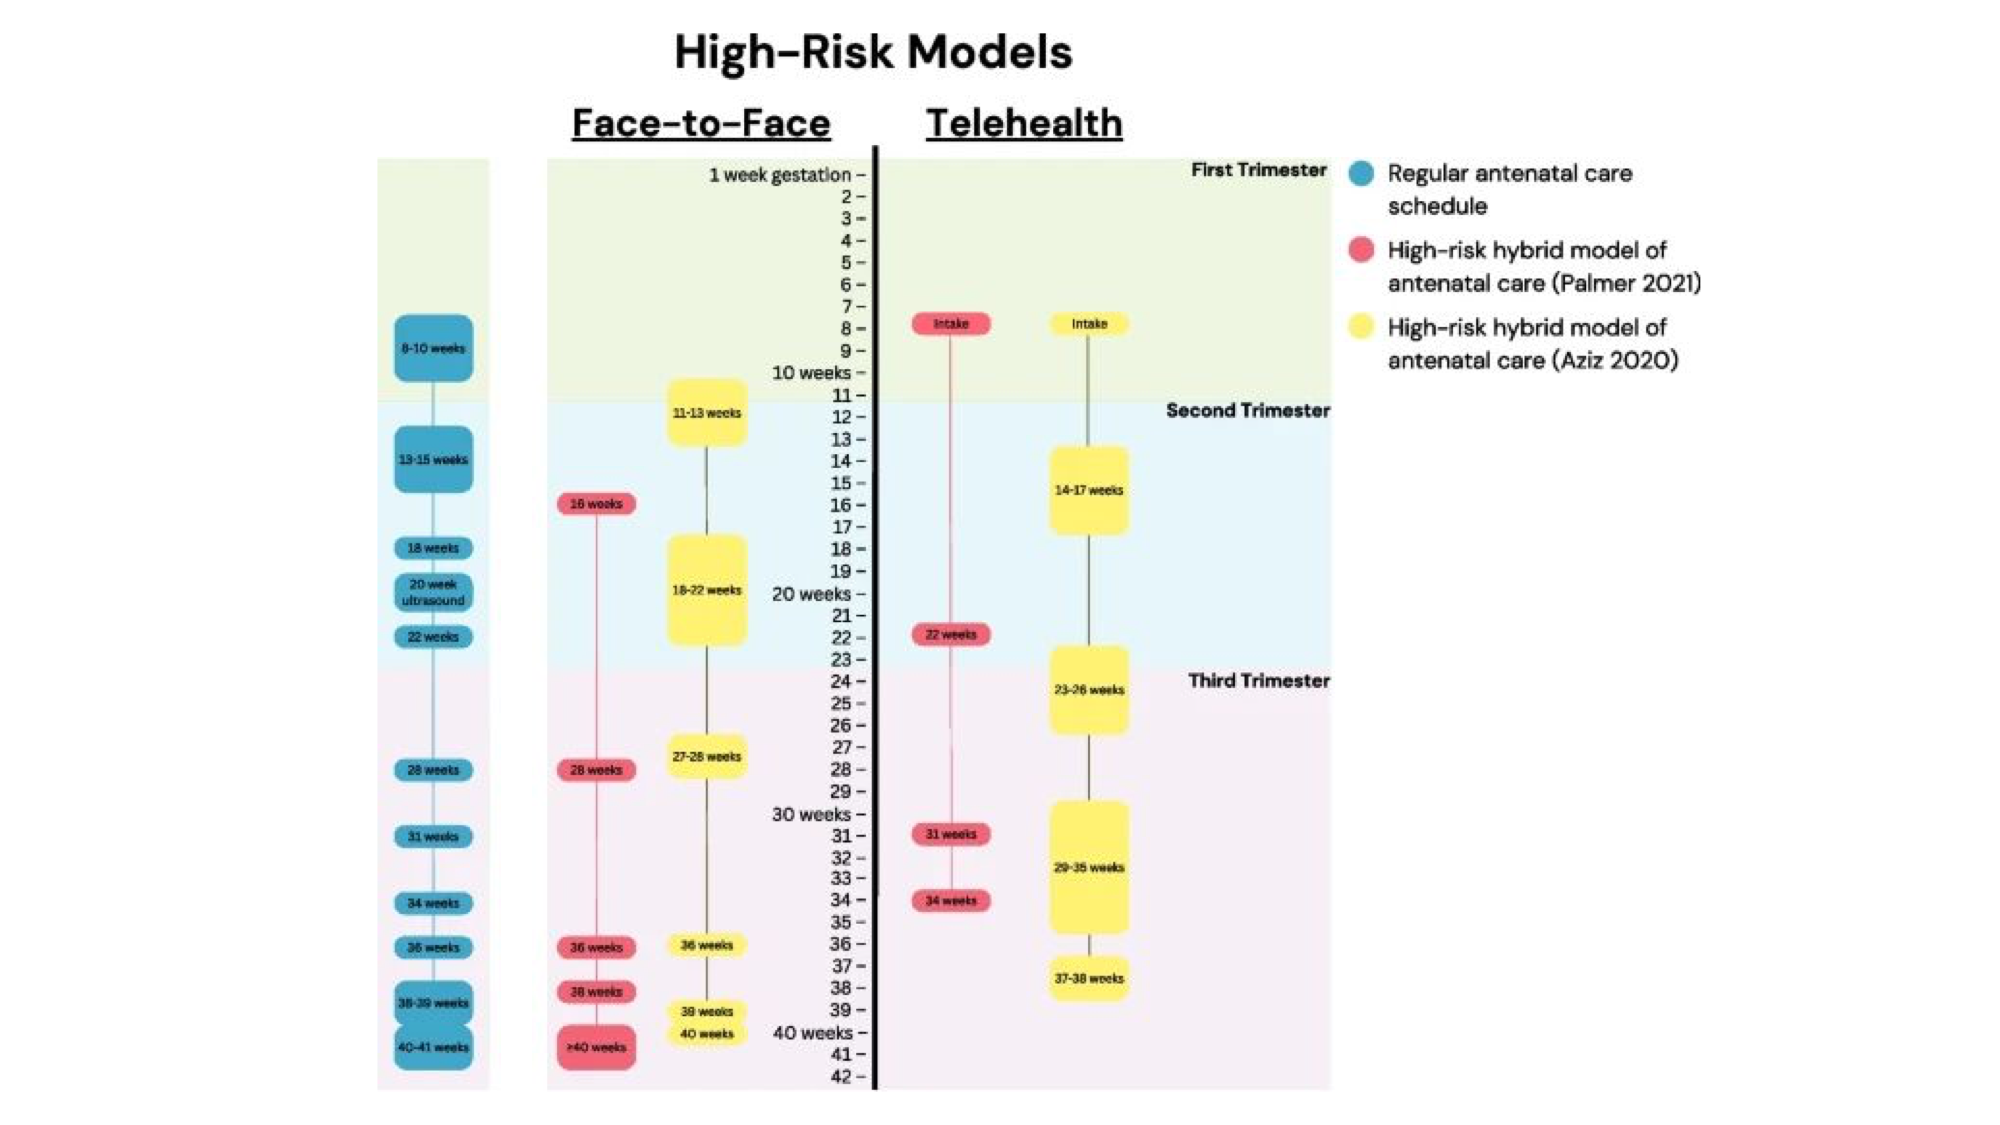 High-Risk Models
Face-to-Face
Telehealth
First Trimester
Second Trimester
Third Trimester
1 week gestation
2
3
4
5
6
7
8
9
10 weeks
11
12
13
14
15
16
17
18
19
20 weeks
21
22
23
24
25
26
27
28
29
30 weeks
31
32
33
34
35
36
37
38
39
40 weeks
41
42
8-10 weeks
13-15 weeks
18 weeks
20 week
ultrasound
22 weeks
28 weeks
31 weeks
34 weeks
36 weeks
38-39 weeks
40-41 weeks
16 weeks
28 weeks
36 weeks
38 weeks
≥40 weeks
11-13 weeks
18-22 weeks
27-28 weeks
36 weeks
39 weeks
40 weeks
Intake
22 weeks
31 weeks
34 weeks
Intake
14-17 weeks
23-26 weeks
29-35 weeks
37-38 weeks
Regular antenatal care
schedule
High-risk hybrid model of
antenatal care (Palmer 2021)
High-risk hybrid model of
antenatal care (Aziz 2020)